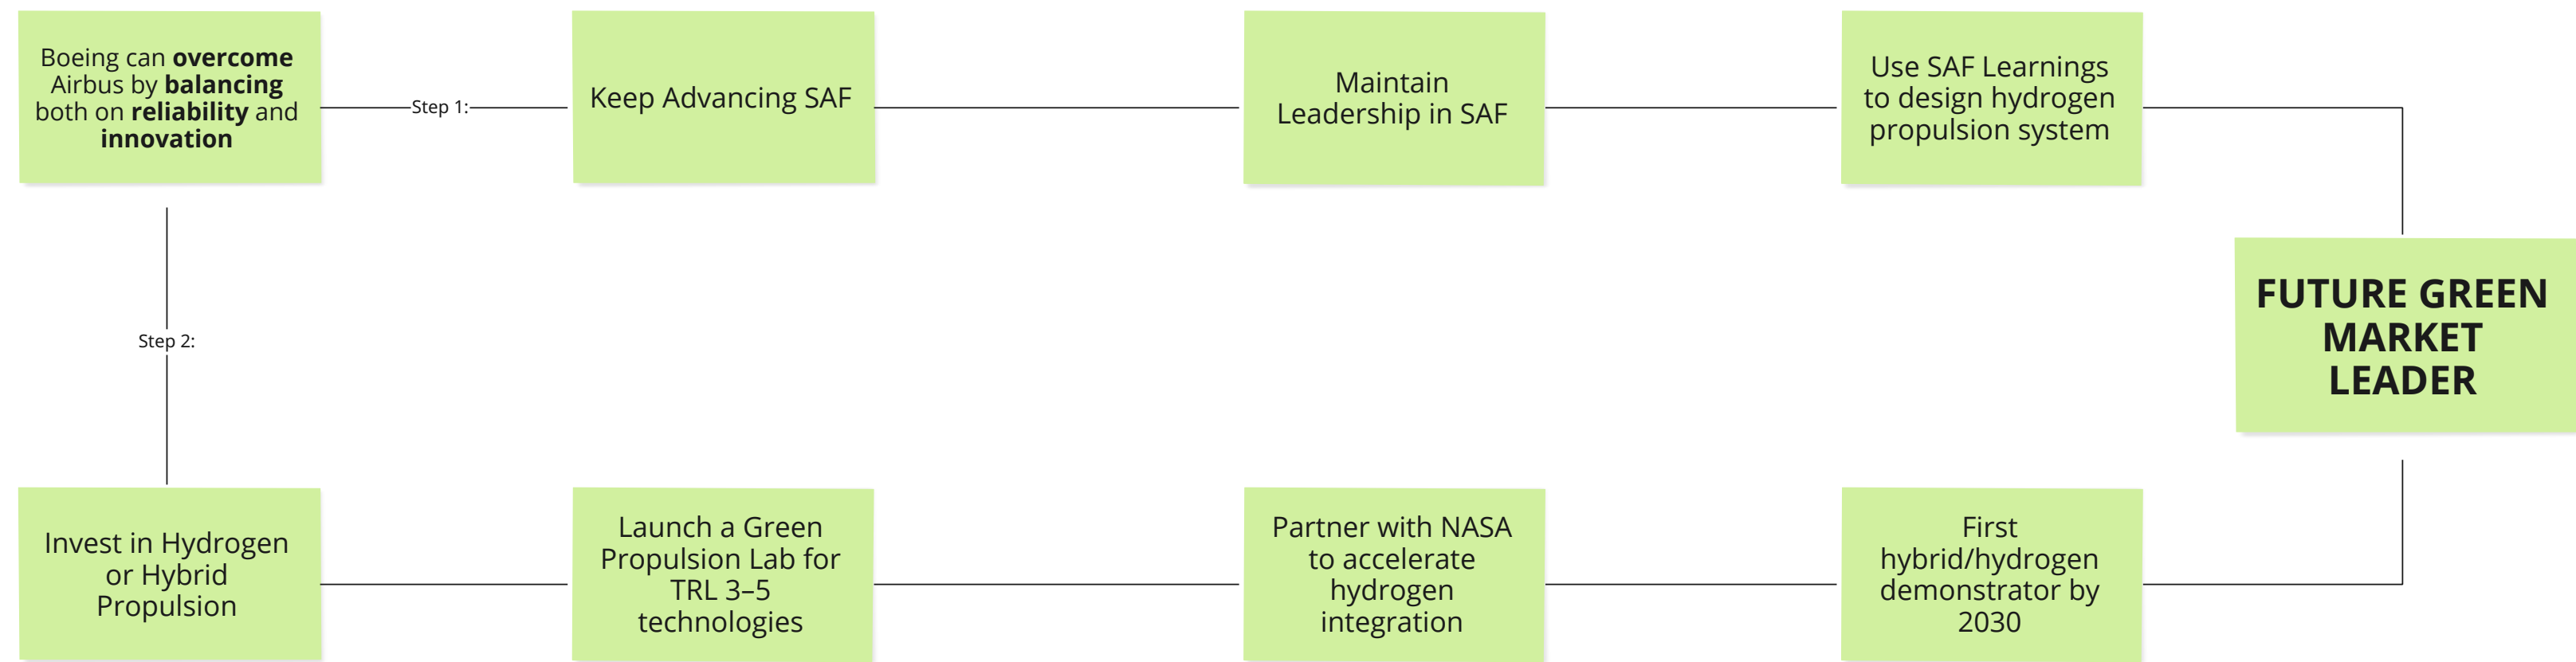 Boeing can overcome
Airbus by balancing
both on reliability and
innovation
Step 1:
Keep Advancing SAF
Maintain
Leadership in SAF
Use SAF Learnings
to design hydrogen
propulsion system
FUTURE GREEN
MARKET
LEADER
Step 2:
Invest in Hydrogen
or Hybrid
Propulsion
Launch a Green
Propulsion Lab for
TRL 3–5
technologies
Partner with NASA
to accelerate
hydrogen
integration
First
hybrid/hydrogen
demonstrator by
2030